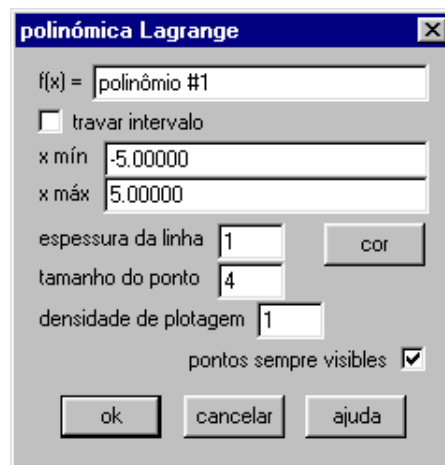 polinómica Lagrange
f(x) = polinômio #1
travar intervalo
x mín -5.00000
x máx 5.00000
espessura da linha 1 cor
tamanho do ponto 4
densidade de plotagem 1
pontos sempre visibles
ok cancelar ajuda